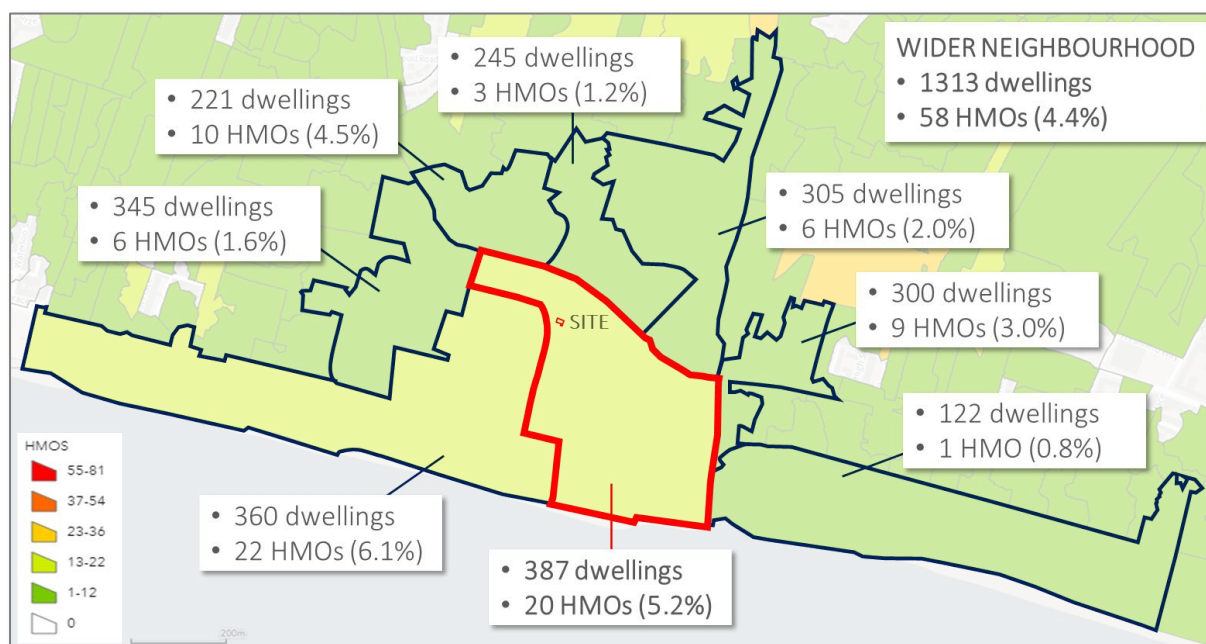 • 245 dwellings
• 3 HMOs (1.2%)
WIDER NEIGHBOURHOOD
• 1313 dwellings
• 58 HMOs (4.4%)
• 221 dwellings
• 10 HMOs (4.5%)
• 345 dwellings
• 6 HMOs (1.6%)
• 305 dwellings
• 6 HMOs (2.0%)
• 300 dwellings
• 9 HMOs (3.0%)
SITE
• 122 dwellings
• 1 HMO (0.8%)
HMOS
55-81
37-54
23-36
13-22
1-12
0
• 360 dwellings
• 22 HMOs (6.1%)
• 387 dwellings
• 20 HMOs (5.2%)
200m